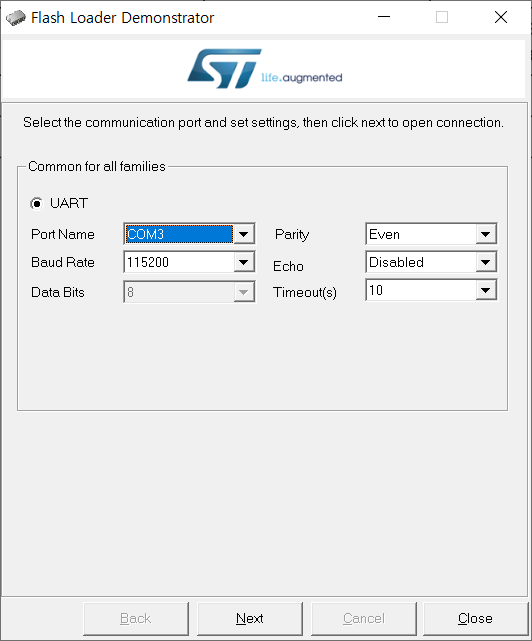 Flash Loader Demonstrator
ST life.augmented
Select the communication port and set settings, then click next to open connection.
Common for all families
UART
Port Name COM3 Parity Even
Baud Rate 115200 Echo Disabled
Data Bits 8 Timeout(s) 10
Back Next Cancel Close